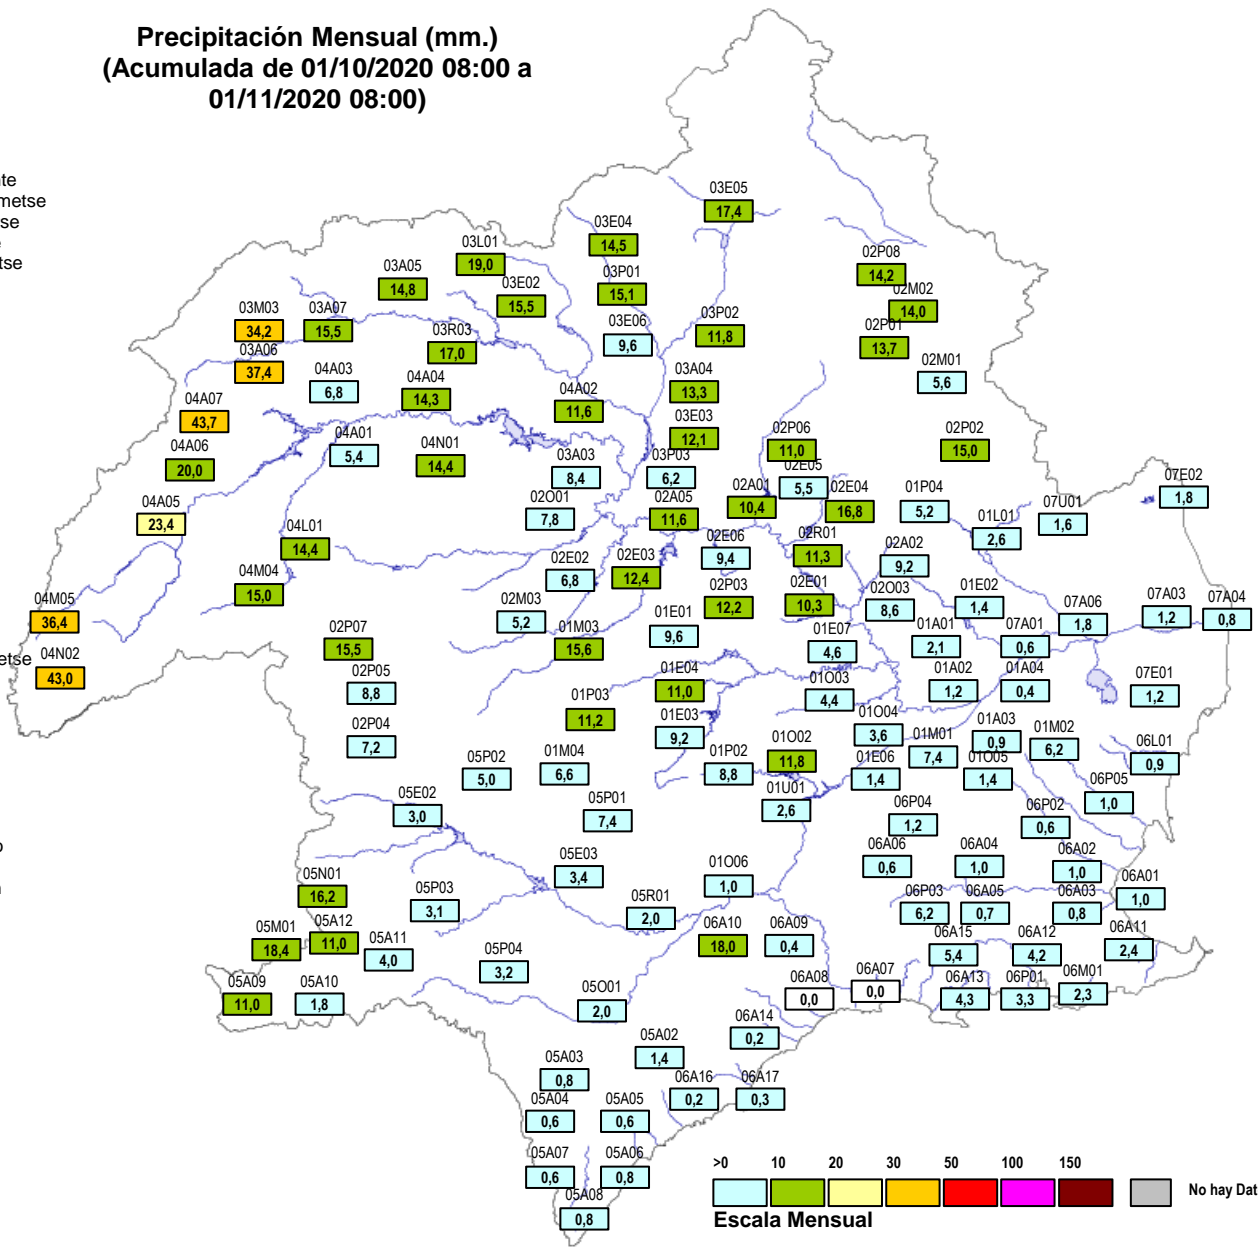 Precipitación Mensual (mm.)
(Acumulada de 01/10/2020 08:00 a
01/11/2020 08:00)
nte
metse
se
tse
etse
03E05
17,4
03E04
14,5
03L01
19,0
02P08
14,2
03A05
14,8
03P01
15,1
03E02
15,5
02M02
14,0
03M03
34,2
03A07
15,5
03P02
11,8
03E06
9,6
03R03
17,0
02P01
13,7
03A06
37,4
02M01
5,6
04A03
6,8
04A04
14,3
03A04
13,3
04A02
11,6
04A07
43,7
03E03
12,1
04A01
5,4
04N01
14,4
02P06
11,0
02P02
15,0
04A06
20,0
03A03
8,4
03P03
6,2
02E05
5,5
07E02
1,8
02A01
10,4
02E04
16,8
01P04
5,2
04A05
23,4
02O01
7,8
02A05
11,6
07U01
1,6
01L01
2,6
04L01
14,4
02E06
9,4
02R01
11,3
02A02
9,2
04M04
15,0
02E02
6,8
02E03
12,4
02P03
12,2
02E01
10,3
02O03
8,6
01E02
1,4
07A03
1,2
07A04
0,8
04M05
36,4
02M03
5,2
07A06
1,8
01E01
9,6
02P07
15,5
01M03
15,6
01E07
4,6
01A01
2,1
07A01
0,6
04N02
43,0
02P05
8,8
01E04
11,0
01O03
4,4
01A02
1,2
01A04
0,4
07E01
1,2
01P03
11,2
02P04
7,2
01E03
9,2
01O04
3,6
01A03
0,9
01M02
6,2
01M01
7,4
06L01
0,9
05P02
5,0
01M04
6,6
01P02
8,8
01O02
11,8
01E06
1,4
01O05
1,4
05E02
3,0
05P01
7,4
01U01
2,6
06P04
1,2
06P02
0,6
06P05
1,0
05E03
3,4
01O06
1,0
06A06
0,6
06A04
1,0
06A02
1,0
05N01
16,2
05P03
3,1
05R01
2,0
06P03
6,2
06A05
0,7
06A03
0,8
06A01
1,0
05M01
18,4
05A12
11,0
05A11
4,0
06A10
18,0
06A09
0,4
06A15
5,4
06A12
4,2
06A11
2,4
05P04
3,2
05A09
11,0
05A10
1,8
05O01
2,0
06A08
0,0
06A07
0,0
06A13
4,3
06P01
3,3
06M01
2,3
06A14
0,2
05A02
1,4
05A03
0,8
06A16
0,2
06A17
0,3
05A04
0,6
05A05
0,6
05A07
0,6
05A06
0,8
05A08
0,8
>0 10 20 30 50 100 150
No hay Dat
Escala Mensual